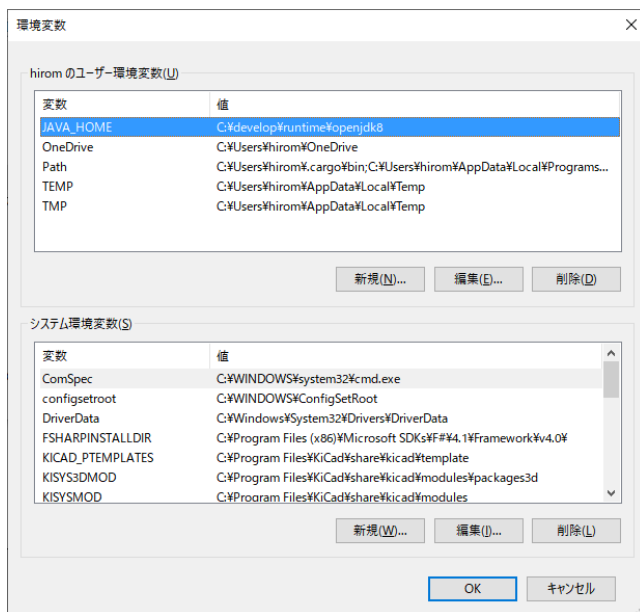 環境変数
hirom のユーザー環境変数(U)
変数 値
JAVA_HOME C:¥develop¥runtime¥openjdk8
OneDrive C:¥Users¥hirom¥OneDrive
Path C:¥Users¥hirom¥.cargo¥bin;C:¥Users¥hirom¥AppData¥Local¥Programs...
TEMP C:¥Users¥hirom¥AppData¥Local¥Temp
TMP C:¥Users¥hirom¥AppData¥Local¥Temp
新規(N)... 編集(E)... 削除(D)
システム環境変数(S)
変数 値
ComSpec C:¥WINDOWS¥system32¥cmd.exe
configsetroot C:¥WINDOWS¥ConfigSetRoot
DriverData C:¥Windows¥System32¥Drivers¥DriverData
FSHARPINSTALLDIR C:¥Program Files (x86)¥Microsoft SDKs¥F#¥4.1¥Framework¥v4.0¥
KICAD_PTEMPLATES C:¥Program Files¥KiCad¥share¥kicad¥template
KISYS3DMOD C:¥Program Files¥KiCad¥share¥kicad¥modules¥packages3d
KISYSMOD C:¥Program Files¥KiCad¥share¥kicad¥modules
新規(W)... 編集(I)... 削除(L)
OK キャンセル